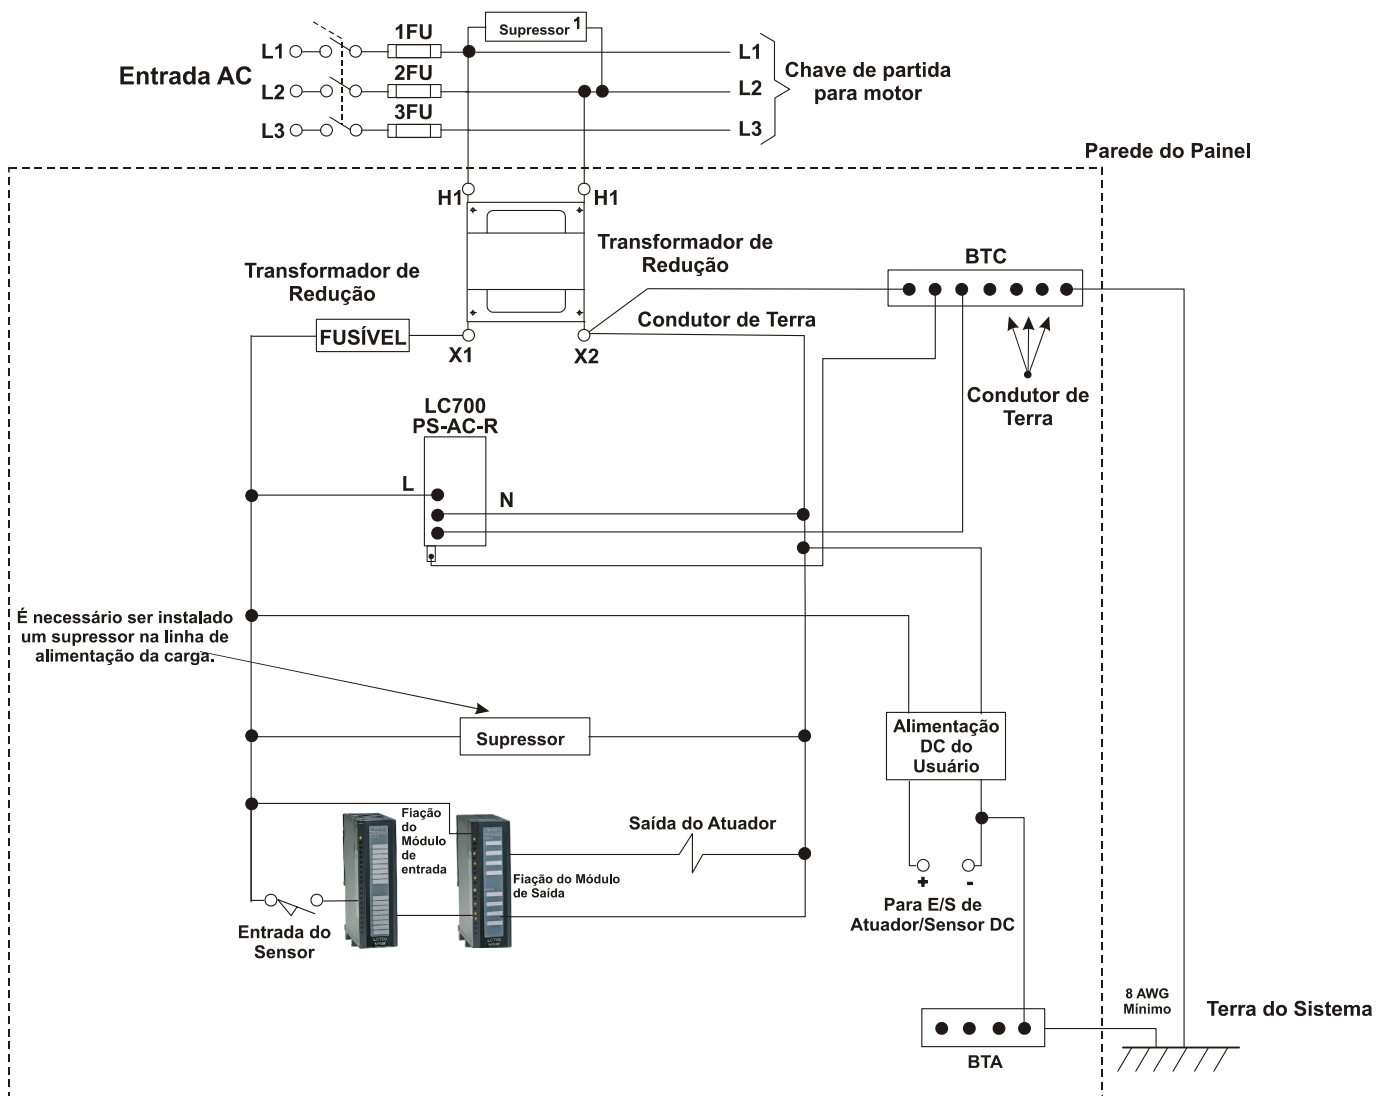 Supressor 1
1FU
L1
L1
Entrada AC
2FU
L2
L2
Chave de partida
para motor
3FU
L3
L3
Parede do Painel
H1
H1
Transformador de
Redução
Transformador de
Redução
BTC
FUSÍVEL
Condutor de Terra
X1
X2
Condutor de
Terra
LC700
PS-AC-R
L
N
É necessário ser instalado
um supressor na linha de
alimentação da carga.
Supressor
Alimentação
DC do
Usuário
Fiação
do
Módulo
de
entrada
Saída do Atuador
Fiação do Módulo
de Saída
+
-
Para E/S de
Atuador/Sensor DC
Entrada do
Sensor
LC700
smar
LC700
smar
8 AWG
Mínimo
Terra do Sistema
BTA